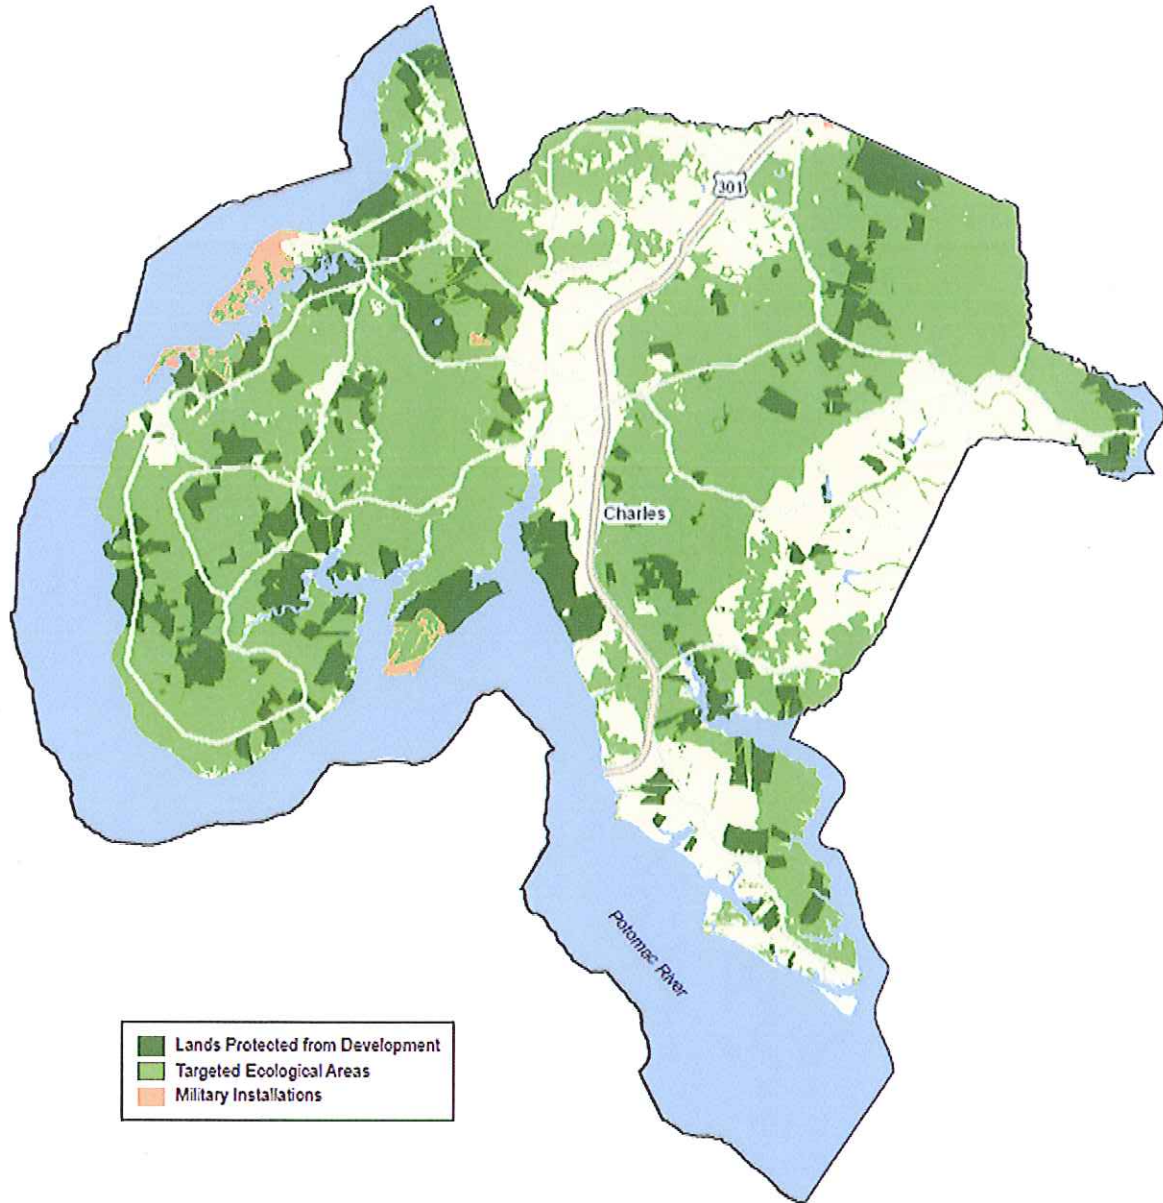 301
Charles
Potomac River
Lands Protected from Development
Targeted Ecological Areas
Military Installations